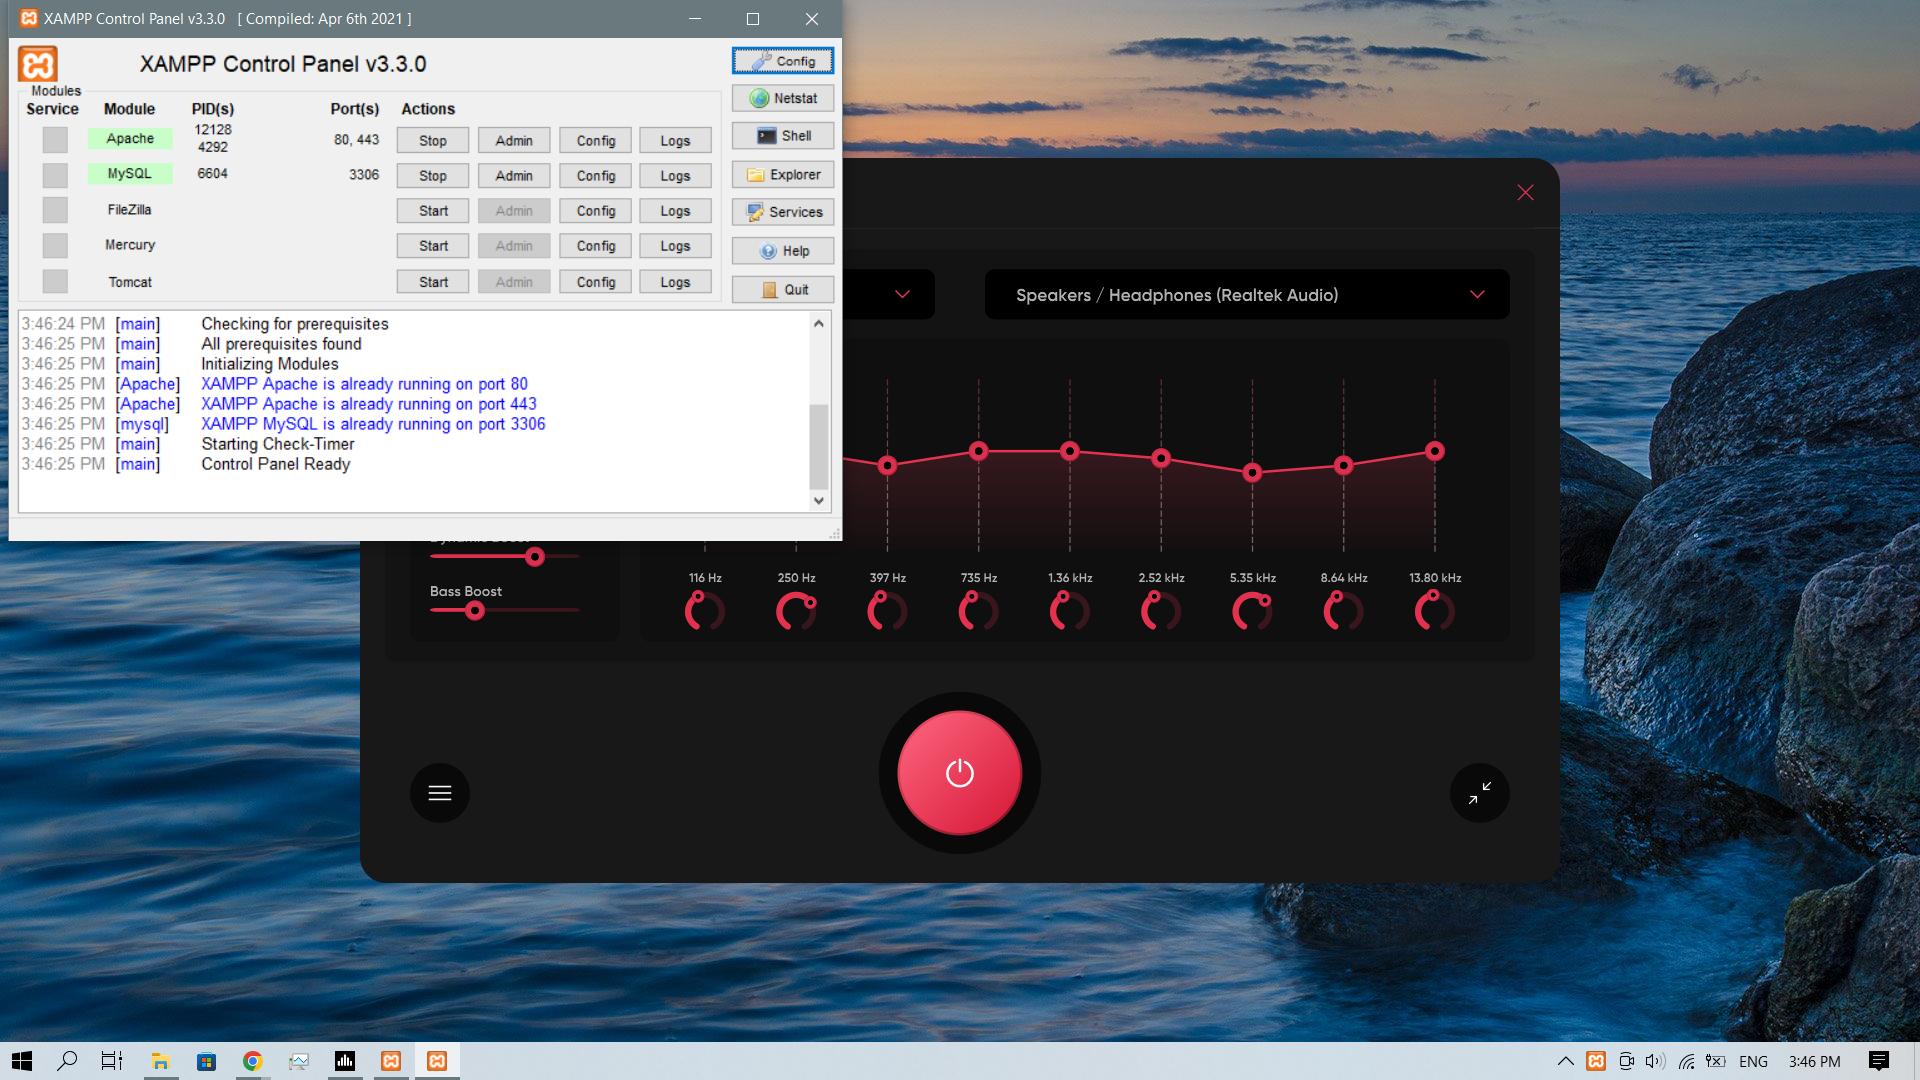 XAMPP Control Panel v3.3.0 [ Compiled: Apr 6th 2021 ]
XAMPP Control Panel v3.3.0
Config
Modules
Service Module PID(s) Port(s) Actions
Netstat
Apache 12128 4292 80, 443 Stop Admin Config Logs
Shell
MySQL 6604 3306 Stop Admin Config Logs
Explorer
FileZilla Start Admin Config Logs
Services
Mercury Start Admin Config Logs
Help
Tomcat Start Admin Config Logs
Quit
3:46:24 PM [main] Checking for prerequisites
3:46:25 PM [main] All prerequisites found
3:46:25 PM [main] Initializing Modules
3:46:25 PM [Apache] XAMPP Apache is already running on port 80
3:46:25 PM [Apache] XAMPP Apache is already running on port 443
3:46:25 PM [mysql] XAMPP MySQL is already running on port 3306
3:46:25 PM [main] Starting Check-Timer
3:46:25 PM [main] Control Panel Ready
Speakers / Headphones (Realtek Audio)
Bass Boost
116 Hz 250 Hz 397 Hz 735 Hz 1.36 kHz 2.52 kHz 5.35 kHz 8.64 kHz 13.80 kHz
ENG 3:46 PM